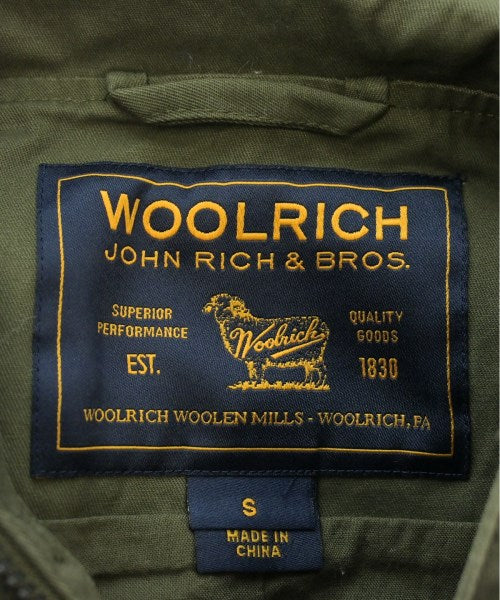 WOOLRICH
JOHN RICH & BROS.
SUPERIOR
PERFORMANCE
EST.
Woolrich
QUALITY
GOODS
1830
WOOLRICH WOOLEN MILLS - WOOLRICH, PA
S
MADE IN
CHINA